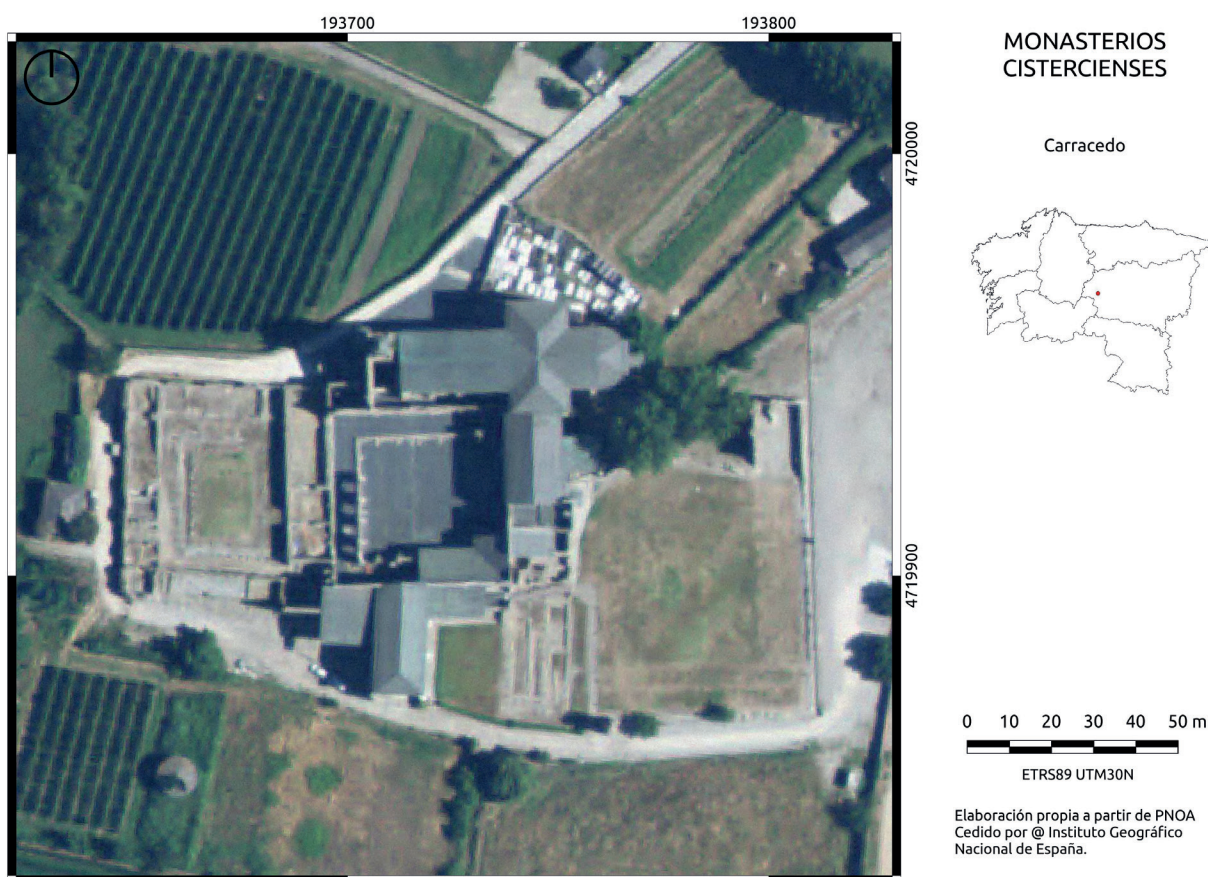 193700
193800
4720000
4719900
MONASTERIOS
CISTERCIENSES
Carracedo
0 10 20 30 40 50 m
ETRS89 UTM30N
Elaboración propia a partir de PNOA
Cedido por @ Instituto Geográfico
Nacional de España.